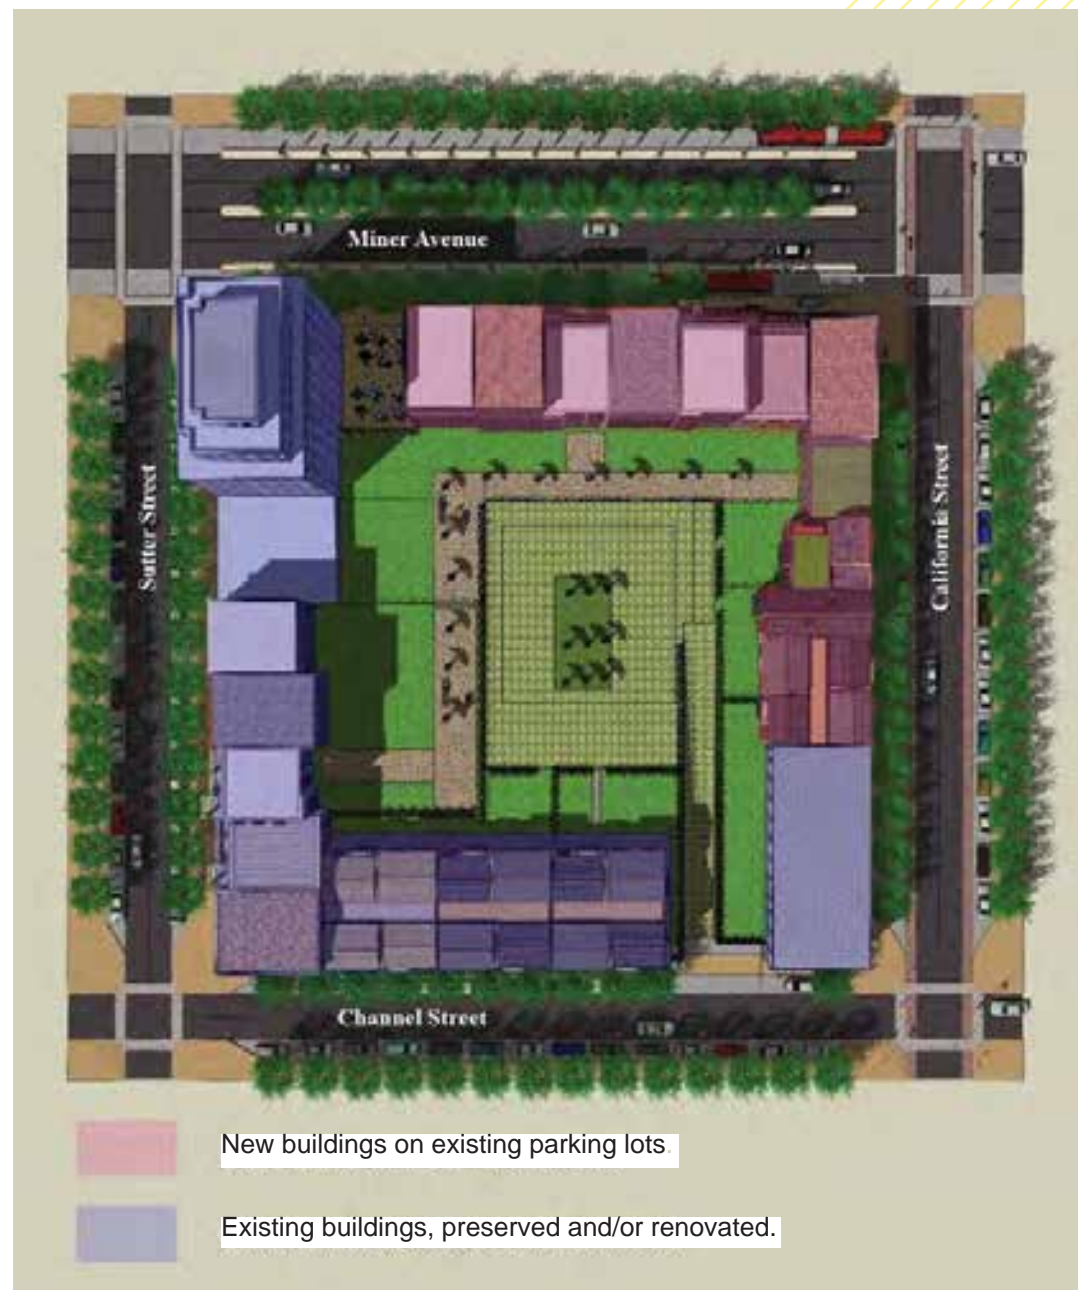 Miner Avenue
Sutter Street
California Street
Channel Street
New buildings on existing parking lots.
Existing buildings, preserved and/or renovated.